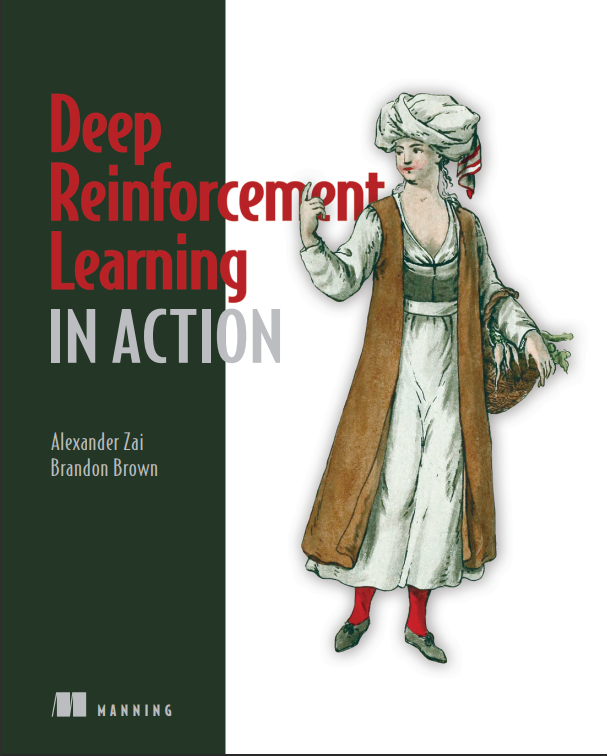 Deep
Reinforcement
Learning
IN ACTION
Alexander Zai
Brandon Brown
MANNING